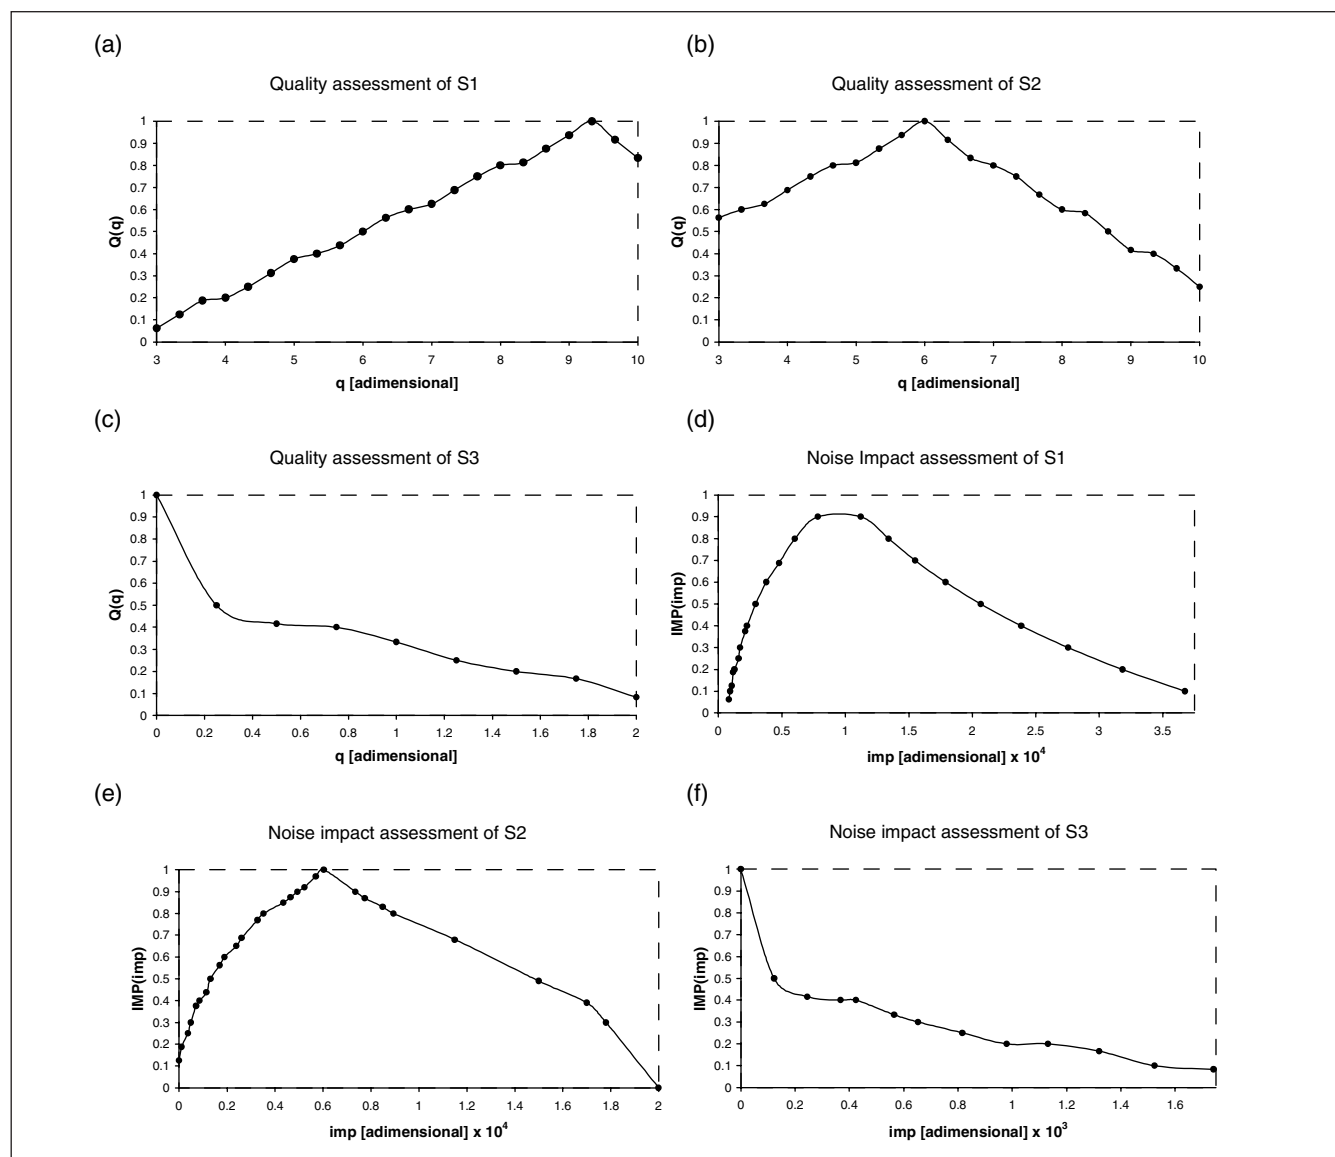 (a)
Quality assessment of S1
1
0.9
0.8
0.7
0.6
0.5
0.4
0.3
0.2
0.1
0
Q(q)
3 4 5 6 7 8 9 10
q [adimensional]
(b)
Quality assessment of S2
1
0.9
0.8
0.7
0.6
0.5
0.4
0.3
0.2
0.1
0
Q(q)
3 4 5 6 7 8 9 10
q [adimensional]
(c)
Quality assessment of S3
1
0.9
0.8
0.7
0.6
0.5
0.4
0.3
0.2
0.1
0
Q(q)
0 0.2 0.4 0.6 0.8 1 1.2 1.4 1.6 1.8 2
q [adimensional]
(d)
Noise Impact assessment of S1
1
0.9
0.8
0.7
0.6
0.5
0.4
0.3
0.2
0.1
0
IMP(imp)
0 0.5 1 1.5 2 2.5 3 3.5
imp [adimensional] x 10⁴
(e)
Noise impact assessment of S2
1
0.9
0.8
0.7
0.6
0.5
0.4
0.3
0.2
0.1
0
IMP(imp)
0 0.2 0.4 0.6 0.8 1 1.2 1.4 1.6 1.8 2
imp [adimensional] x 10⁴
(f)
Noise impact assessment of S3
1
0.9
0.8
0.7
0.6
0.5
0.4
0.3
0.2
0.1
0
IMP(imp)
0 0.2 0.4 0.6 0.8 1 1.2 1.4 1.6
imp [adimensional] x 10³